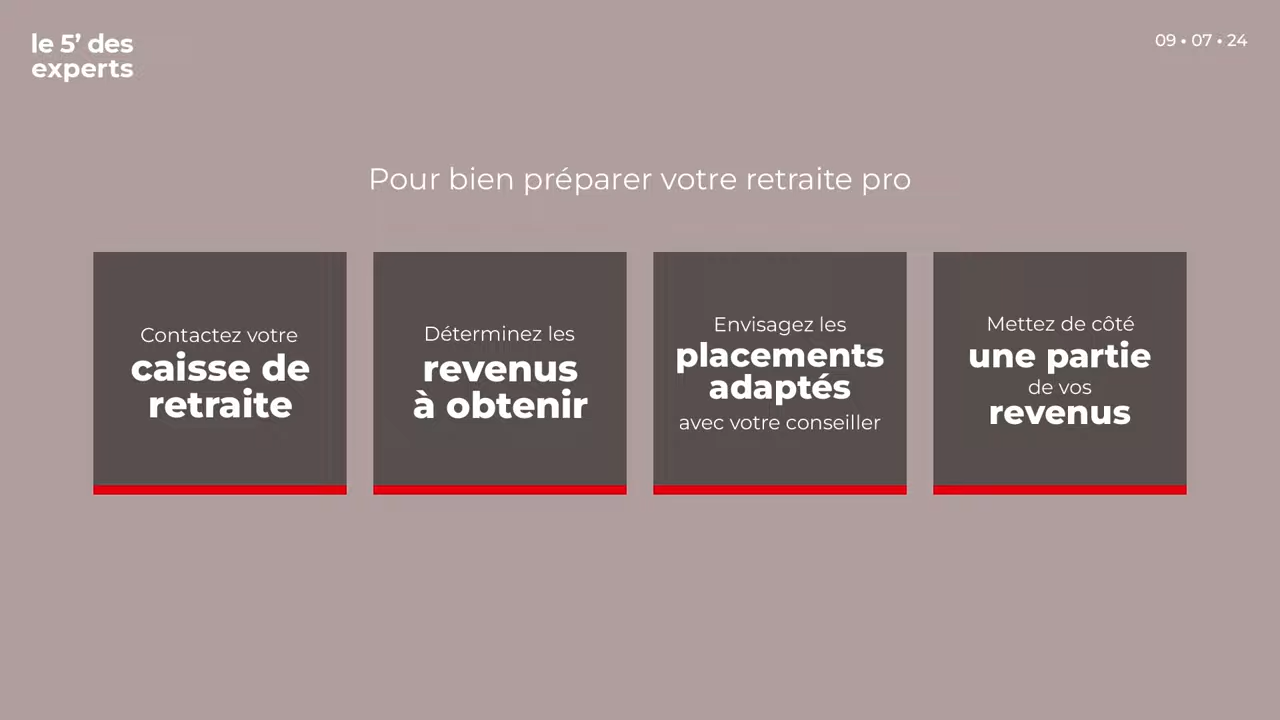 le 5’ des
experts
09 • 07 • 24
Pour bien préparer votre retraite pro
Contactez votre
caisse de
retraite
Déterminez les
revenus
à obtenir
Envisagez les
placements
adaptés
avec votre conseiller
Mettez de côté
une partie
de vos
revenus